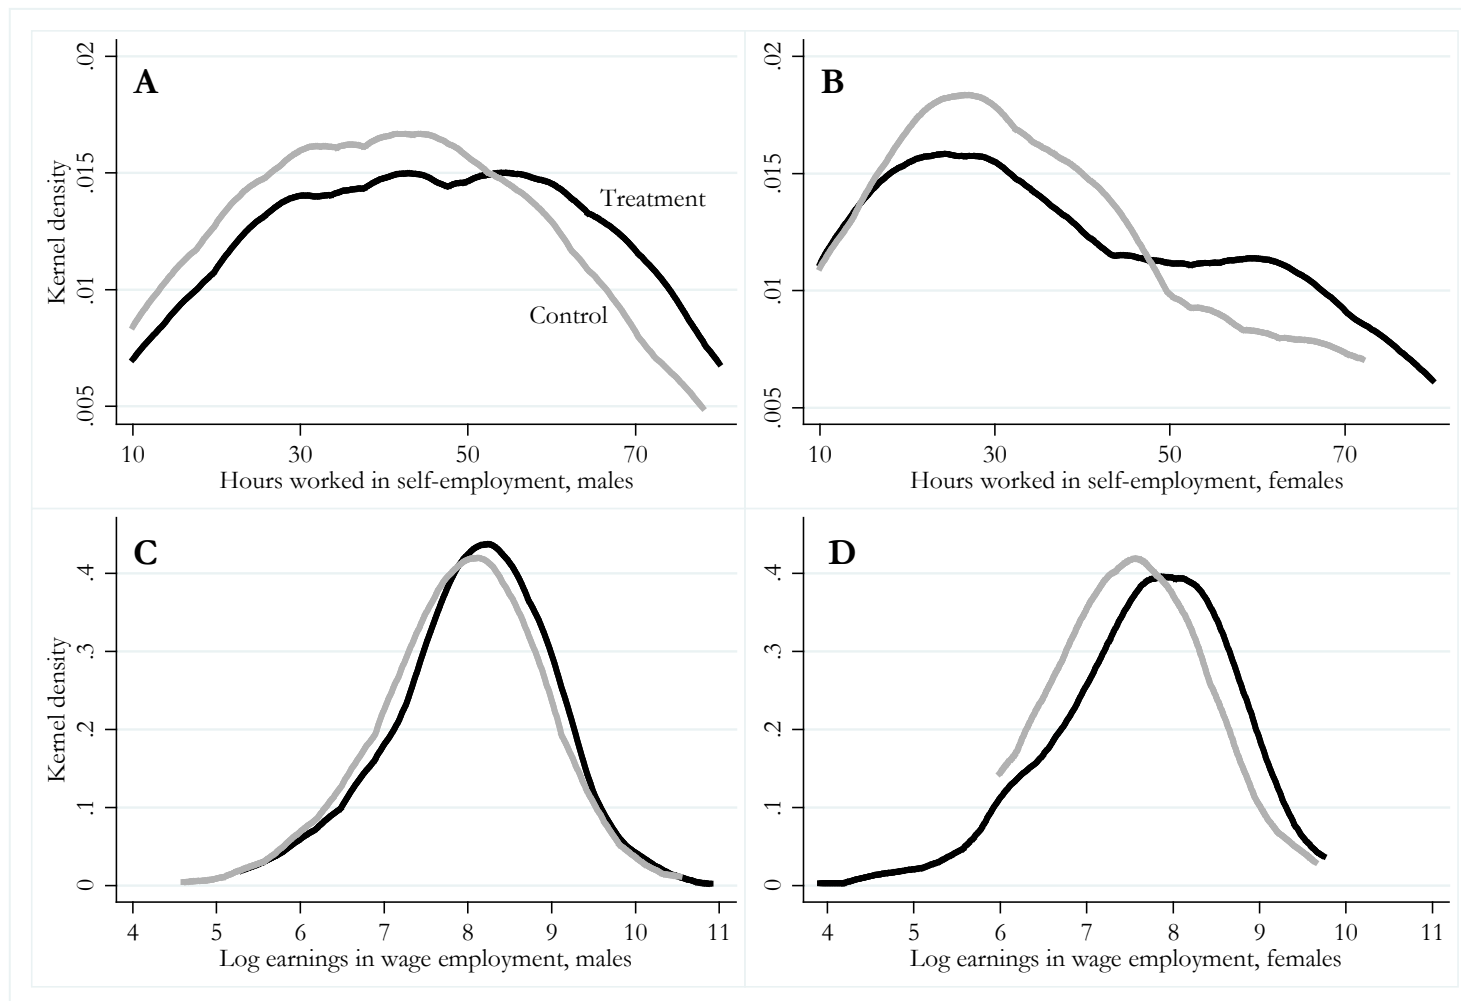 A
B
Kernel density
.005 .01 .015 .02
.005 .01 .015 .02
Treatment
Control
10 30 50 70
10 30 50 70
Hours worked in self-employment, males
Hours worked in self-employment, females
C
D
Kernel density
0 .1 .2 .3 .4
0 .1 .2 .3 .4
4 5 6 7 8 9 10 11
4 5 6 7 8 9 10 11
Log earnings in wage employment, males
Log earnings in wage employment, females